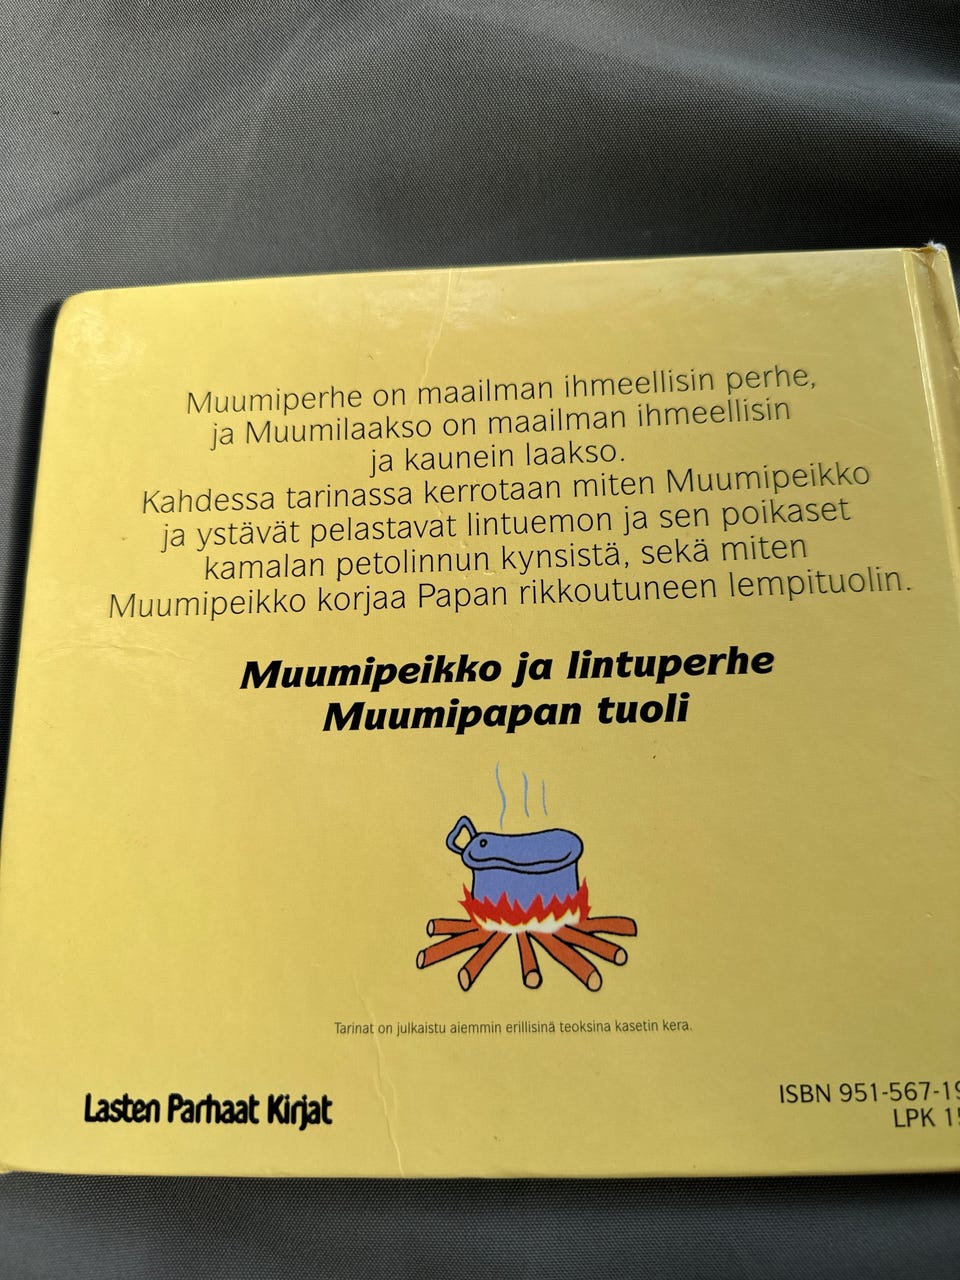 Muumiperhe on maailman ihmeellisin perhe,
ja Muumilaakso on maailman ihmeellisin
ja kaunein laakso.
Kahdessa tarinassa kerrotaan miten Muumipeikko
ja ystävät pelastavat lintuemon ja sen poikaset
kamalan petolinnun kynsistä, sekä miten
Muumipeikko korjaa Papan rikkoutuneen lempituolin.
Muumipeikko ja lintuperhe
Muumipapan tuoli
Tarinat on julkaistu aiemmin erillisinä teoksina kasetin kera.
Lasten Parhaat Kirjat
ISBN 951-567-19
LPK 15